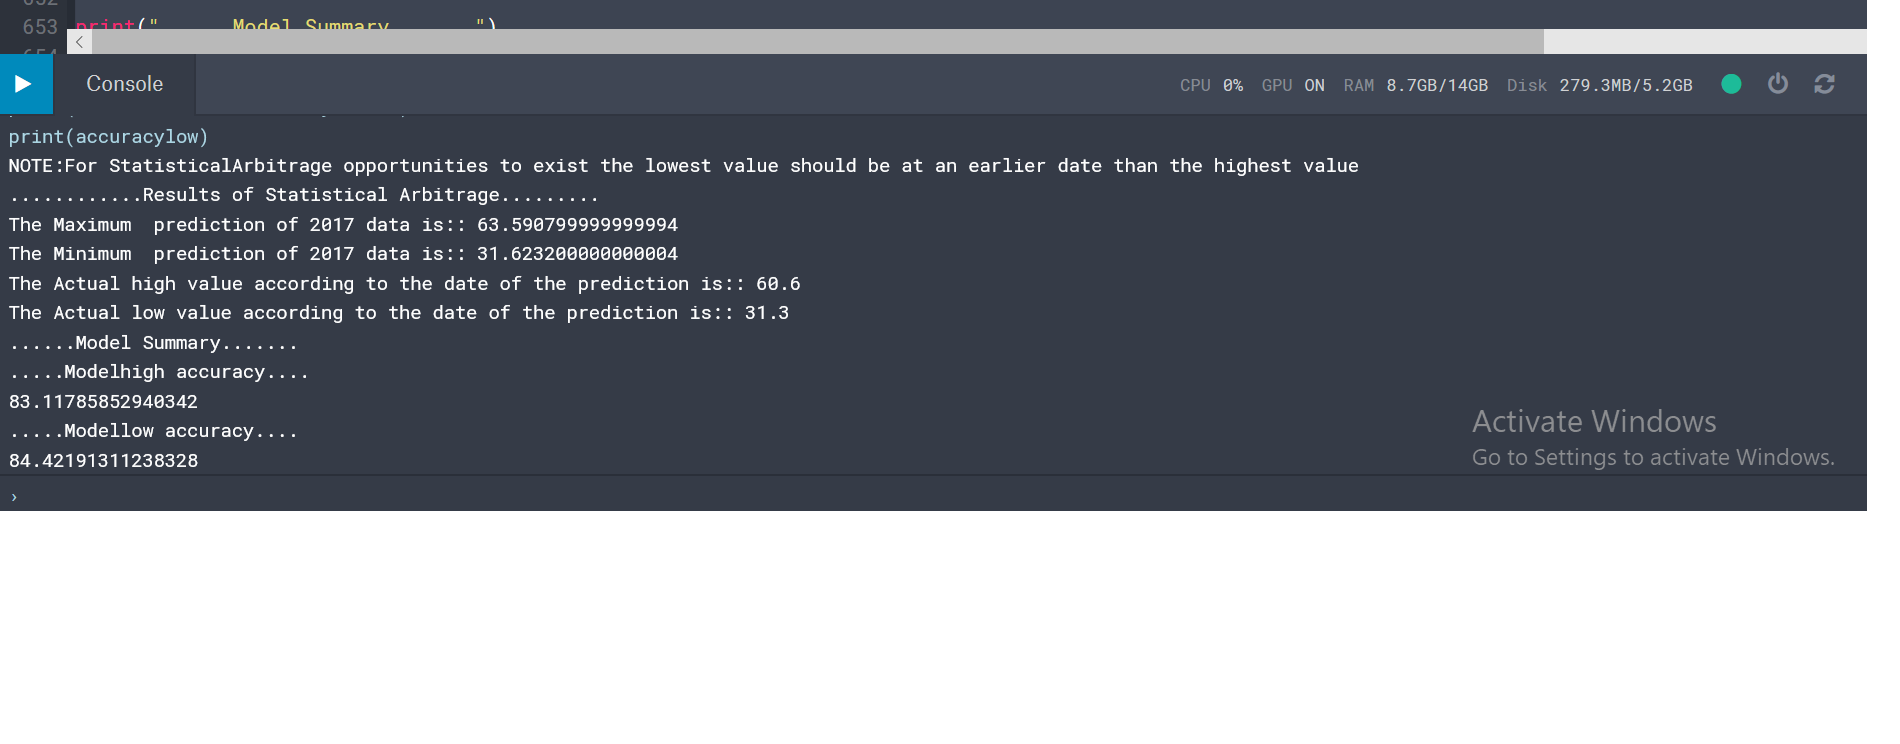 653 print("......Model Summary.......")
Console CPU 0% GPU ON RAM 8.7GB/14GB Disk 279.3MB/5.2GB
print(accuracylow)
NOTE:For StatisticalArbitrage opportunities to exist the lowest value should be at an earlier date than the highest value
............Results of Statistical Arbitrage.........
The Maximum  prediction of 2017 data is:: 63.590799999999994
The Minimum  prediction of 2017 data is:: 31.623200000000004
The Actual high value according to the date of the prediction is:: 60.6
The Actual low value according to the date of the prediction is:: 31.3
......Model Summary.......
.....Modelhigh accuracy....
83.11785852940342
.....Modellow accuracy....
84.42191311238328
Activate Windows
Go to Settings to activate Windows.
›